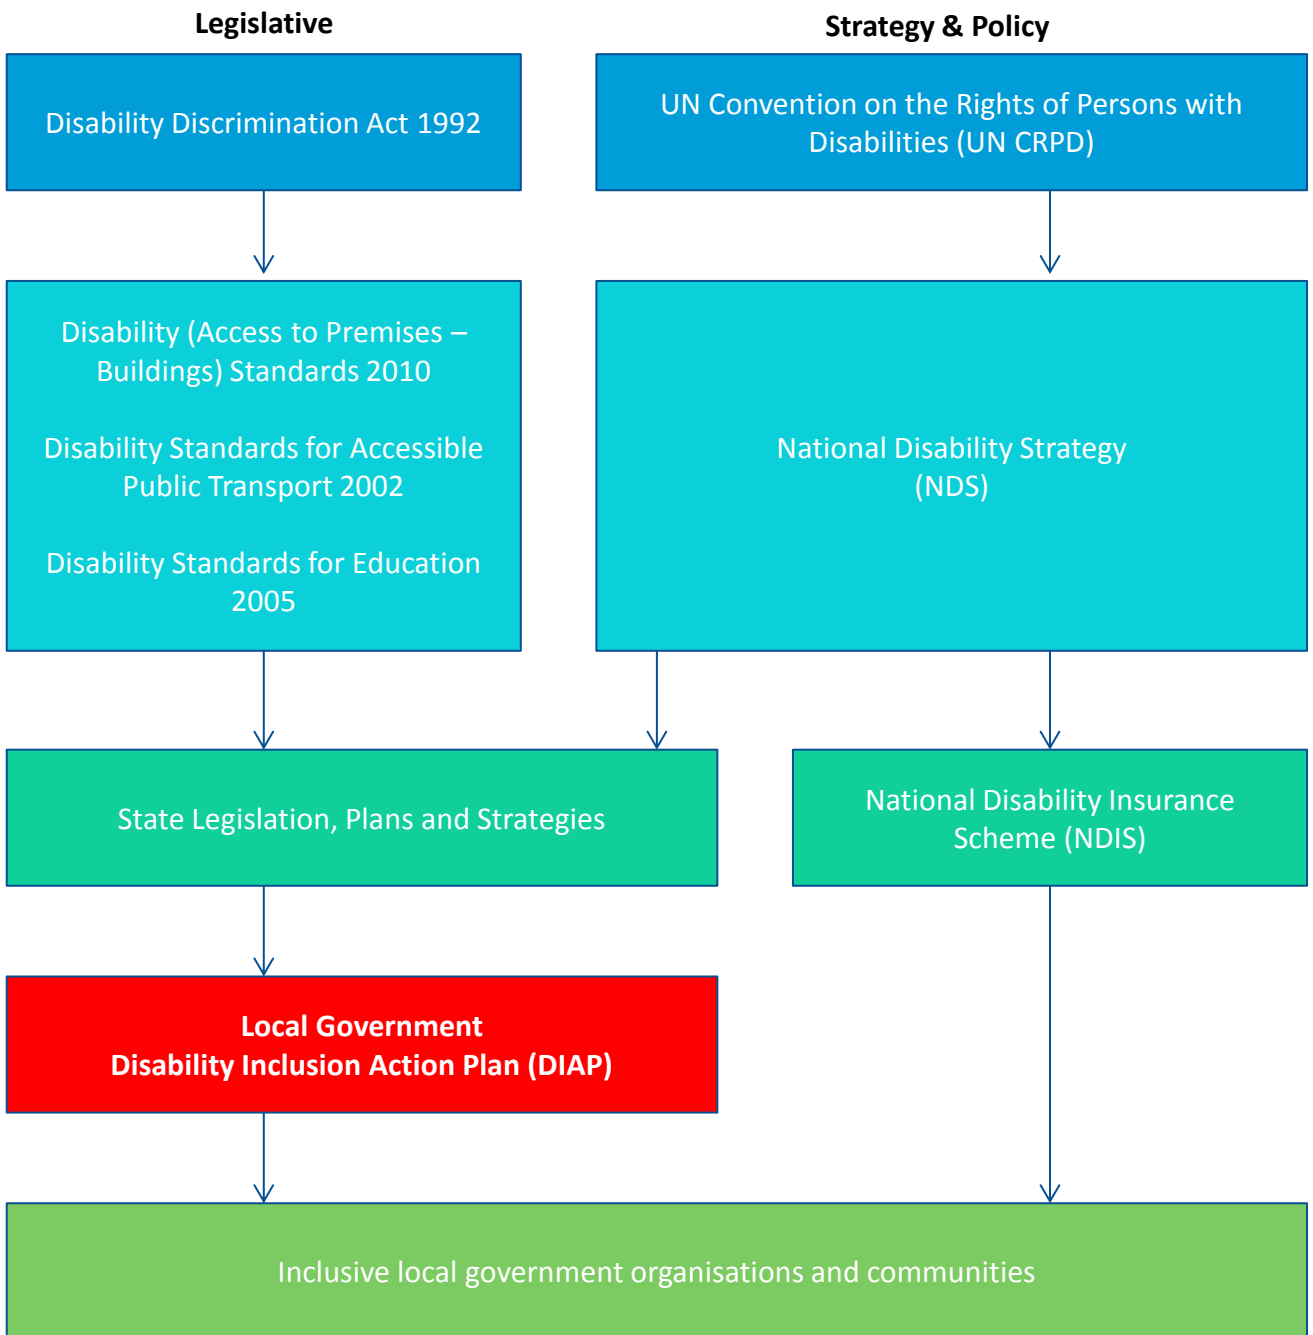 Legislative
Strategy & Policy
Disability Discrimination Act 1992
UN Convention on the Rights of Persons with
Disabilities (UN CRPD)
Disability (Access to Premises –
Buildings) Standards 2010
Disability Standards for Accessible
Public Transport 2002
Disability Standards for Education
2005
National Disability Strategy
(NDS)
State Legislation, Plans and Strategies
National Disability Insurance
Scheme (NDIS)
Local Government
Disability Inclusion Action Plan (DIAP)
Inclusive local government organisations and communities